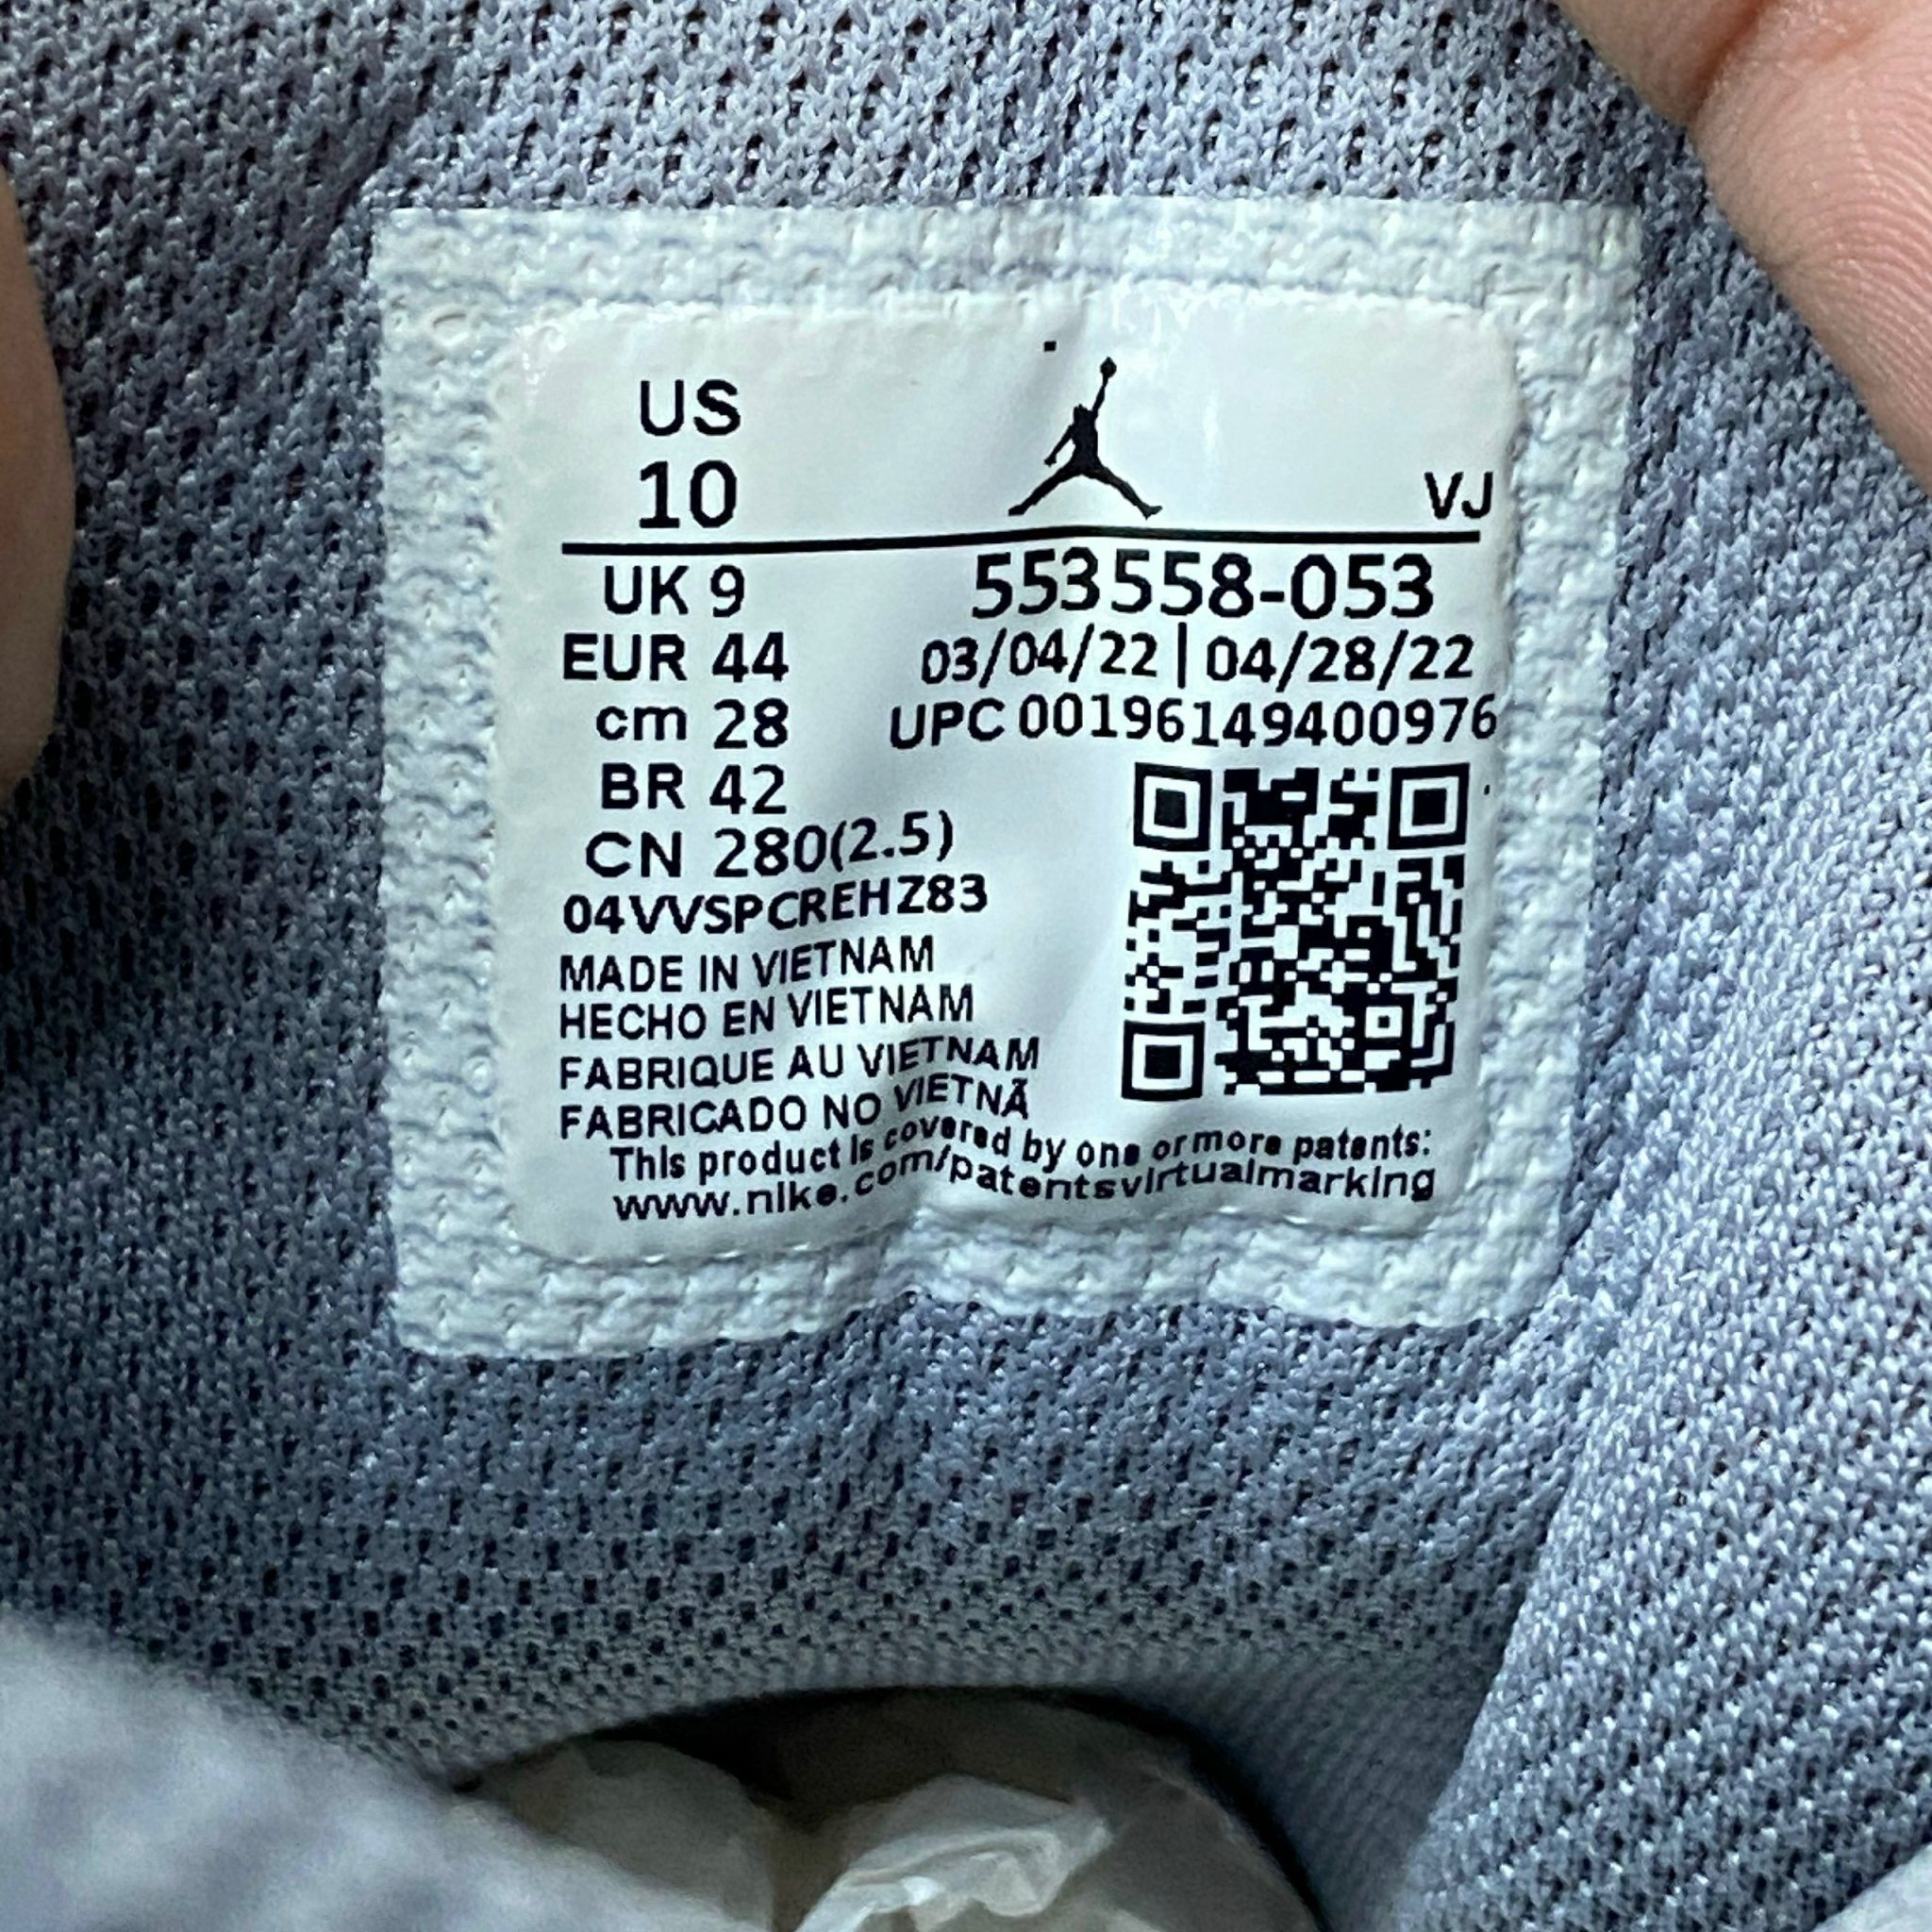 US
10
VJ
UK 9
553558-053
EUR 44
03/04/22 | 04/28/22
cm 28
UPC 00196149400976
BR 42
CN 280(2.5)
04VVSPCREHZ83
MADE IN VIETNAM
HECHO EN VIETNAM
FABRIQUE AU VIETNAM
FABRICADO NO VIETNÃ
This product is covered by one or more patents:
www.nike.com/patentsvirtualmarking